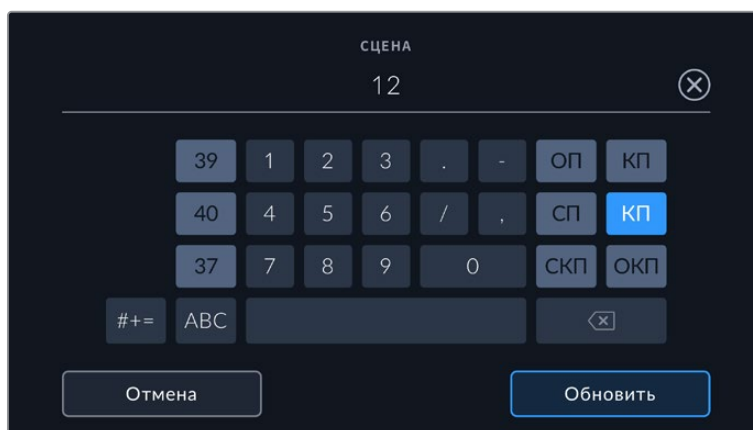 СЦЕНА
12
39 1 2 3 . - ОП КП
40 4 5 6 / , СП КП
37 7 8 9 0 СКП ОКП
#+= ABC
Отмена Обновить